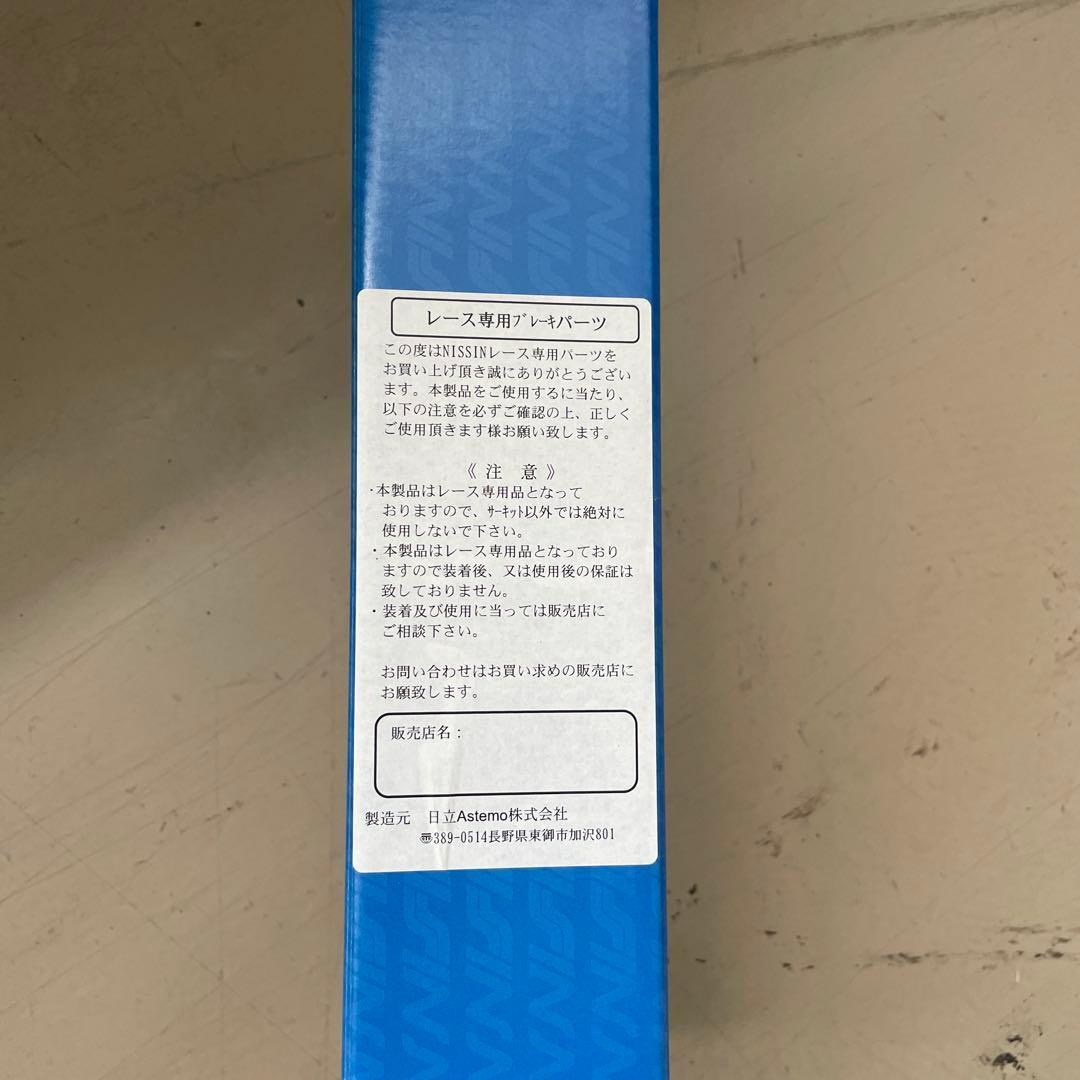 レース専用ブレーキパーツ
この度はNISSINレース専用パーツを
お買い上げ頂き誠にありがとうござい
ます。本製品をご使用するに当たり、
以下の注意を必ずご確認の上、正しく
ご使用頂きます様お願い致します。
《 注　意 》
・本製品はレース専用品となって
おりますので、ｻｰｷｯﾄ以外では絶対に
使用しないで下さい。
・本製品はレース専用品となっており
ますので装着後、又は使用後の保証は
致しておりません。
・装着及び使用に当っては販売店に
ご相談下さい。
お問い合わせはお買い求めの販売店に
お願致します。
販売店名：
製造元　日立Astemo株式会社
〠389-0514長野県東御市加沢801